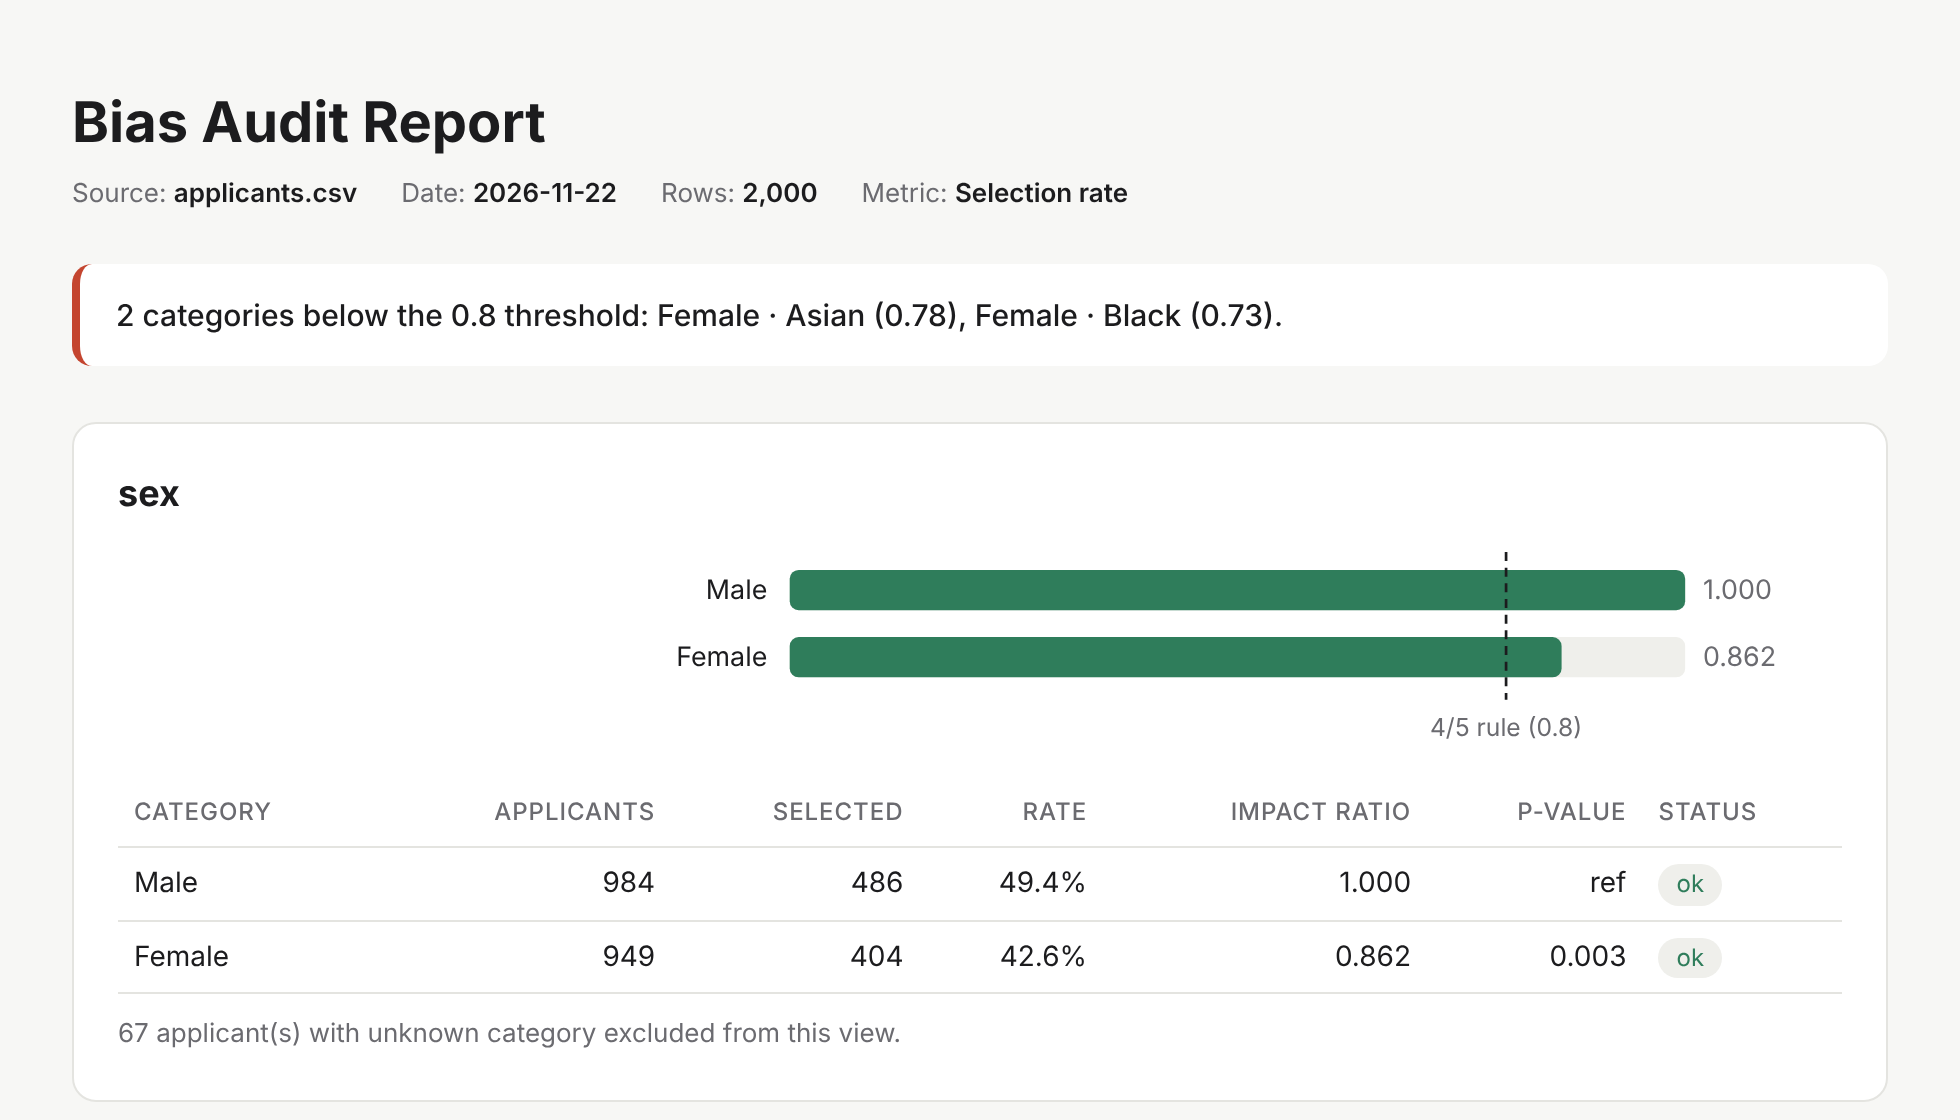 Bias Audit Report
Source: applicants.csv Date: 2026-11-22 Rows: 2,000 Metric: Selection rate
2 categories below the 0.8 threshold: Female · Asian (0.78), Female · Black (0.73).
sex
Male 1.000
Female 0.862
4/5 rule (0.8)
CATEGORY APPLICANTS SELECTED RATE IMPACT RATIO P-VALUE STATUS
Male 984 486 49.4% 1.000 ref ok
Female 949 404 42.6% 0.862 0.003 ok
67 applicant(s) with unknown category excluded from this view.